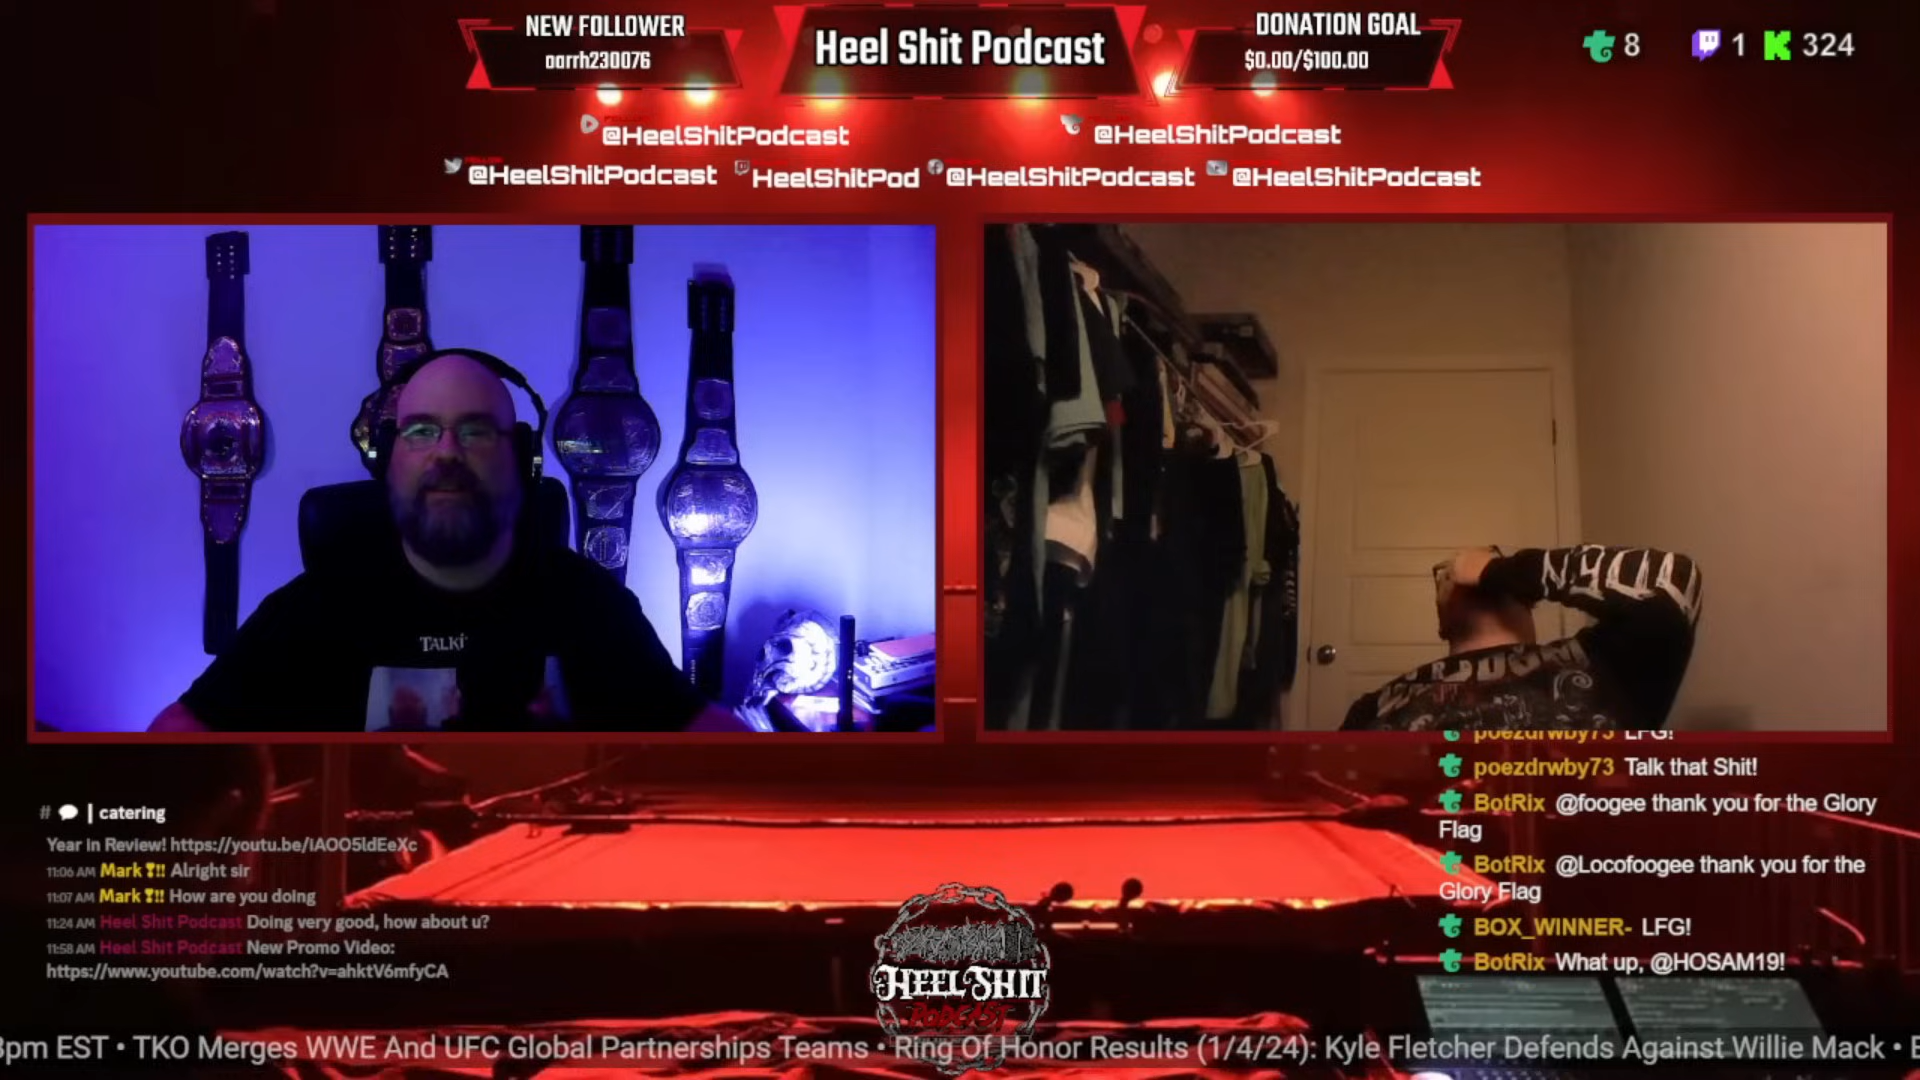 NEW FOLLOWER
aarrh230076
Heel Shit Podcast
DONATION GOAL
$0.00/$100.00
8
1
324
@HeelShitPodcast
@HeelShitPodcast
@HeelShitPodcast
HeelShitPod
@HeelShitPodcast
@HeelShitPodcast
TALKI
poezdrwby73 LFG!
poezdrwby73 Talk that Shit!
BotRix @foogee thank you for the Glory
Flag
BotRix @Locofoogee thank you for the
Glory Flag
BOX_WINNER- LFG!
BotRix What up, @HOSAM19!
# | catering
Year in Review! https://youtu.be/IAOO5ldEeXc
11:06 AM Mark ❣!! Alright sir
11:07 AM Mark ❣!! How are you doing
11:24 AM Heel Shit Podcast Doing very good, how about u?
11:58 AM Heel Shit Podcast New Promo Video:
https://www.youtube.com/watch?v=ahktV6mfyCA
HEEL SHIT
PODCAST
3pm EST • TKO Merges WWE And UFC Global Partnerships Teams • Ring Of Honor Results (1/4/24): Kyle Fletcher Defends Against Willie Mack •